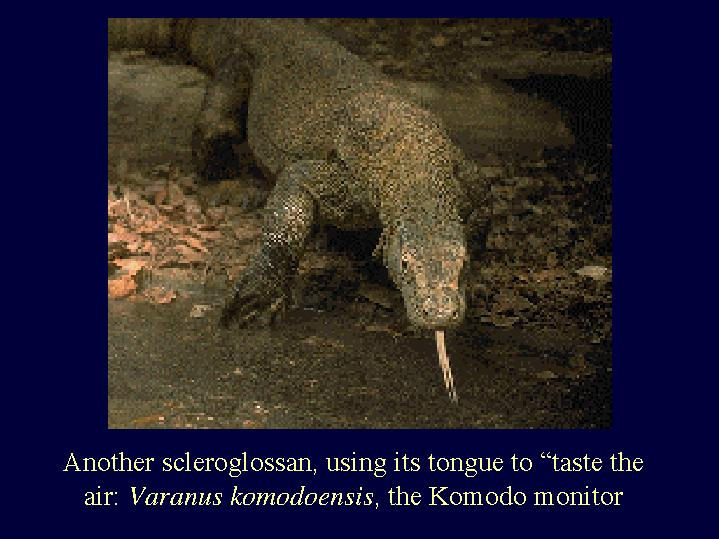 Another scleroglossan, using its tongue to “taste the
air: Varanus komodoensis, the Komodo monitor